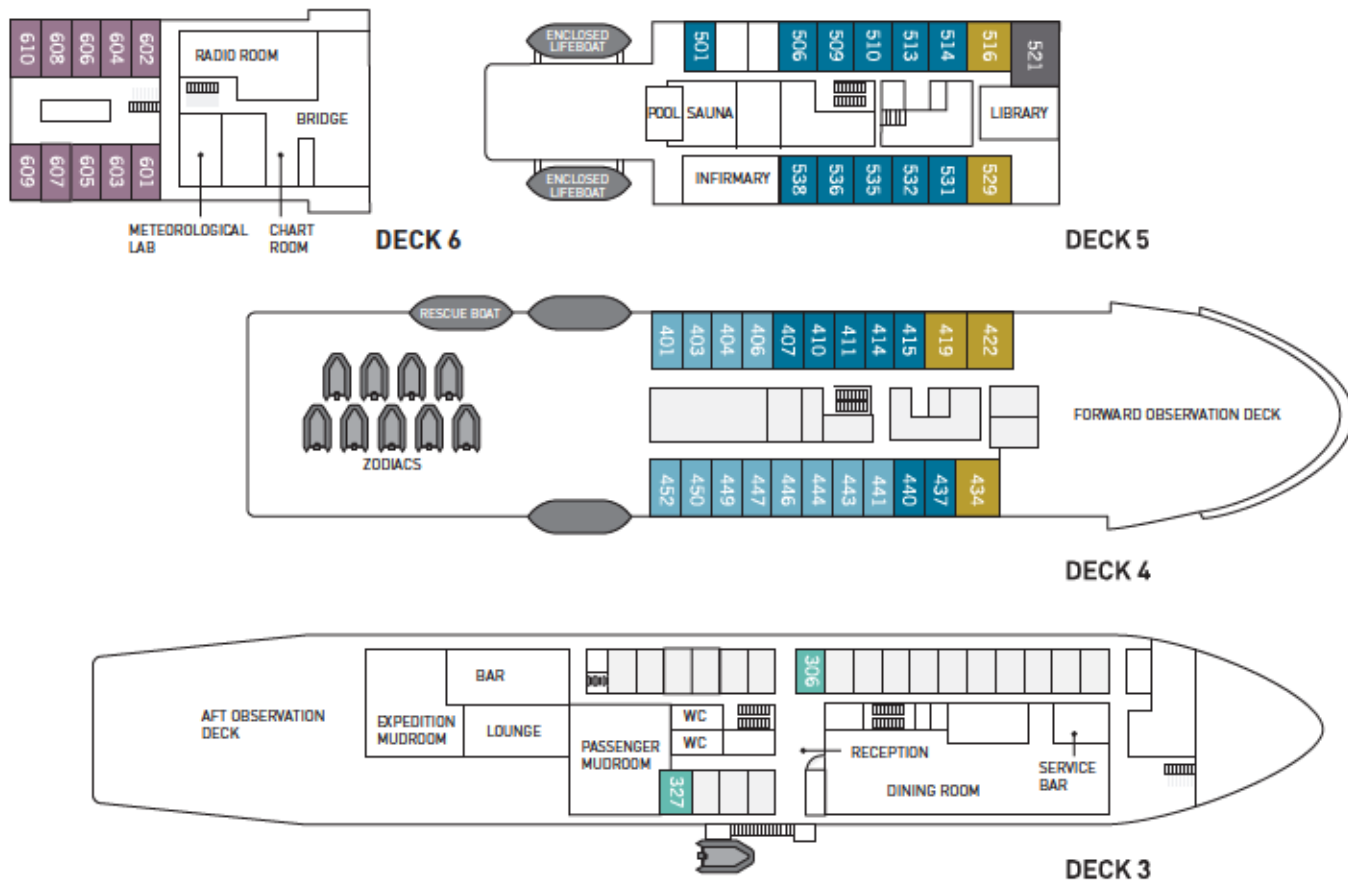 610
608
606
604
602
RADIO ROOM
BRIDGE
609
607
605
603
601
METEOROLOGICAL
LAB
CHART
ROOM
DECK 6
ENCLOSED
LIFEBOAT
501
506
509
510
513
514
516
521
POOL
SAUNA
LIBRARY
ENCLOSED
LIFEBOAT
INFIRMARY
538
536
535
532
531
529
DECK 5
RESCUE BOAT
401
403
404
406
407
410
411
414
415
419
422
ZODIACS
FORWARD OBSERVATION DECK
452
450
449
447
446
444
443
441
440
437
434
DECK 4
306
BAR
AFT OBSERVATION
DECK
EXPEDITION
MUDROOM
LOUNGE
PASSENGER
MUDROOM
WC
WC
RECEPTION
SERVICE
BAR
DINING ROOM
327
DECK 3